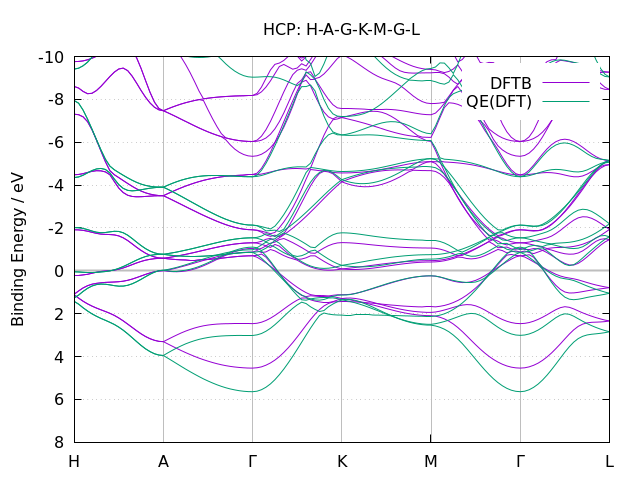 HCP: H-A-G-K-M-G-L
Binding Energy / eV
-10
-8
-6
-4
-2
0
2
4
6
8
DFTB
QE(DFT)
H A Γ K M Γ L